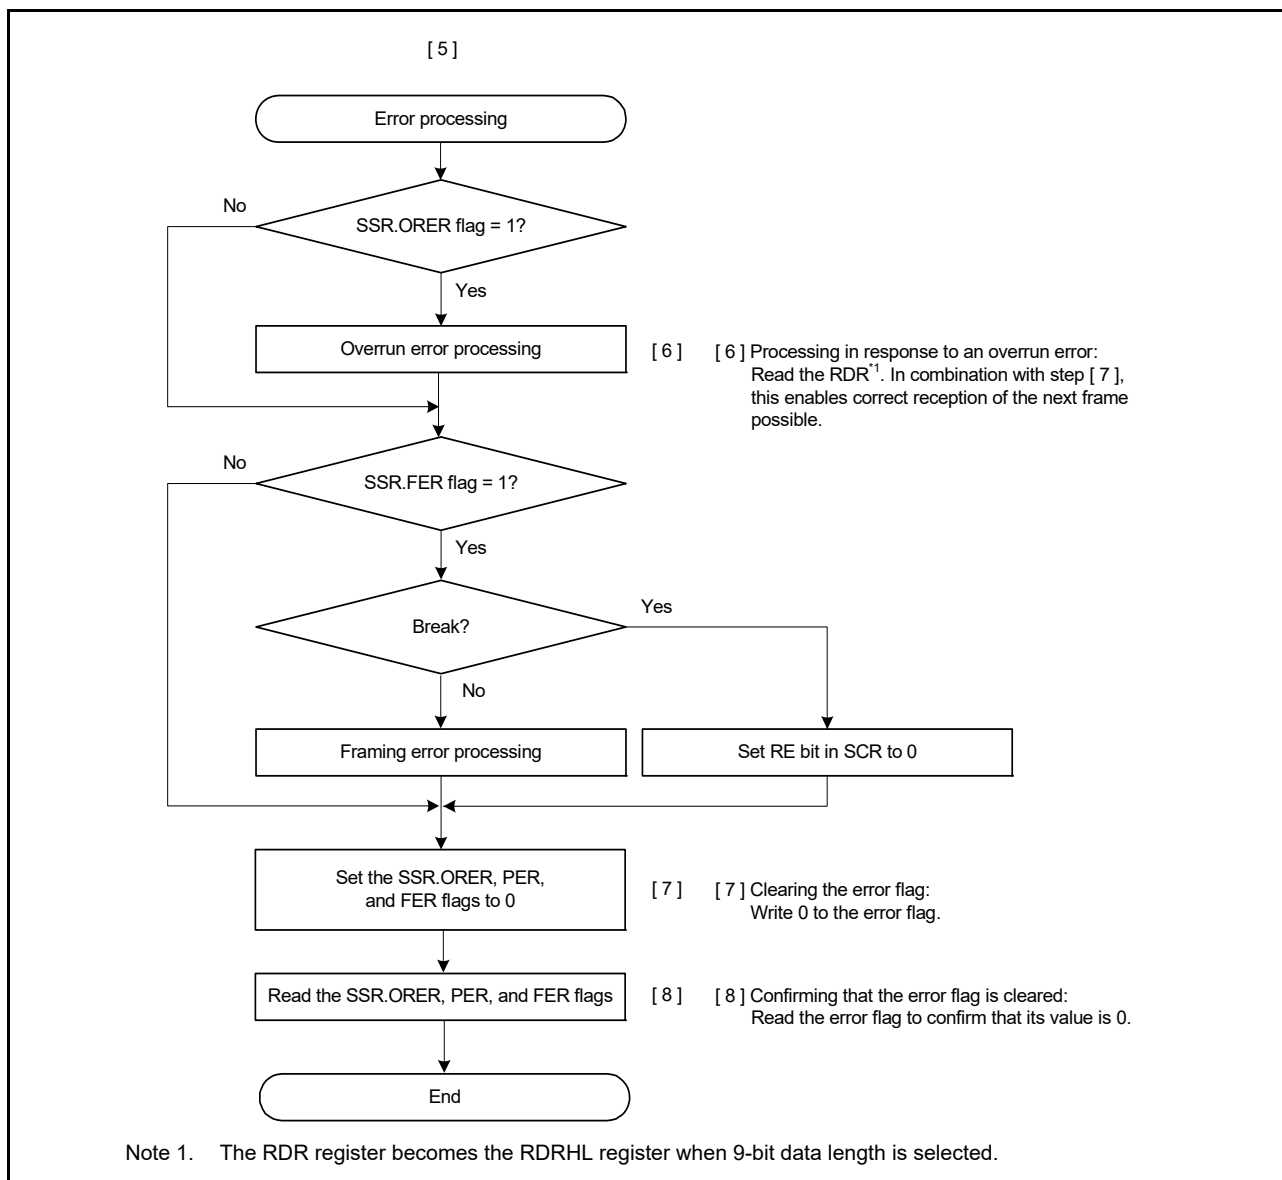 [ 5 ]
Error processing
No
SSR.ORER flag = 1?
Yes
Overrun error processing
[ 6 ]
[ 6 ] Processing in response to an overrun error:
Read the RDR*1. In combination with step [ 7 ],
this enables correct reception of the next frame
possible.
No
SSR.FER flag = 1?
Yes
Break?
Yes
No
Framing error processing
Set RE bit in SCR to 0
Set the SSR.ORER, PER,
and FER flags to 0
[ 7 ]
[ 7 ] Clearing the error flag:
Write 0 to the error flag.
Read the SSR.ORER, PER, and FER flags
[ 8 ]
[ 8 ] Confirming that the error flag is cleared:
Read the error flag to confirm that its value is 0.
End
Note 1. The RDR register becomes the RDRHL register when 9-bit data length is selected.